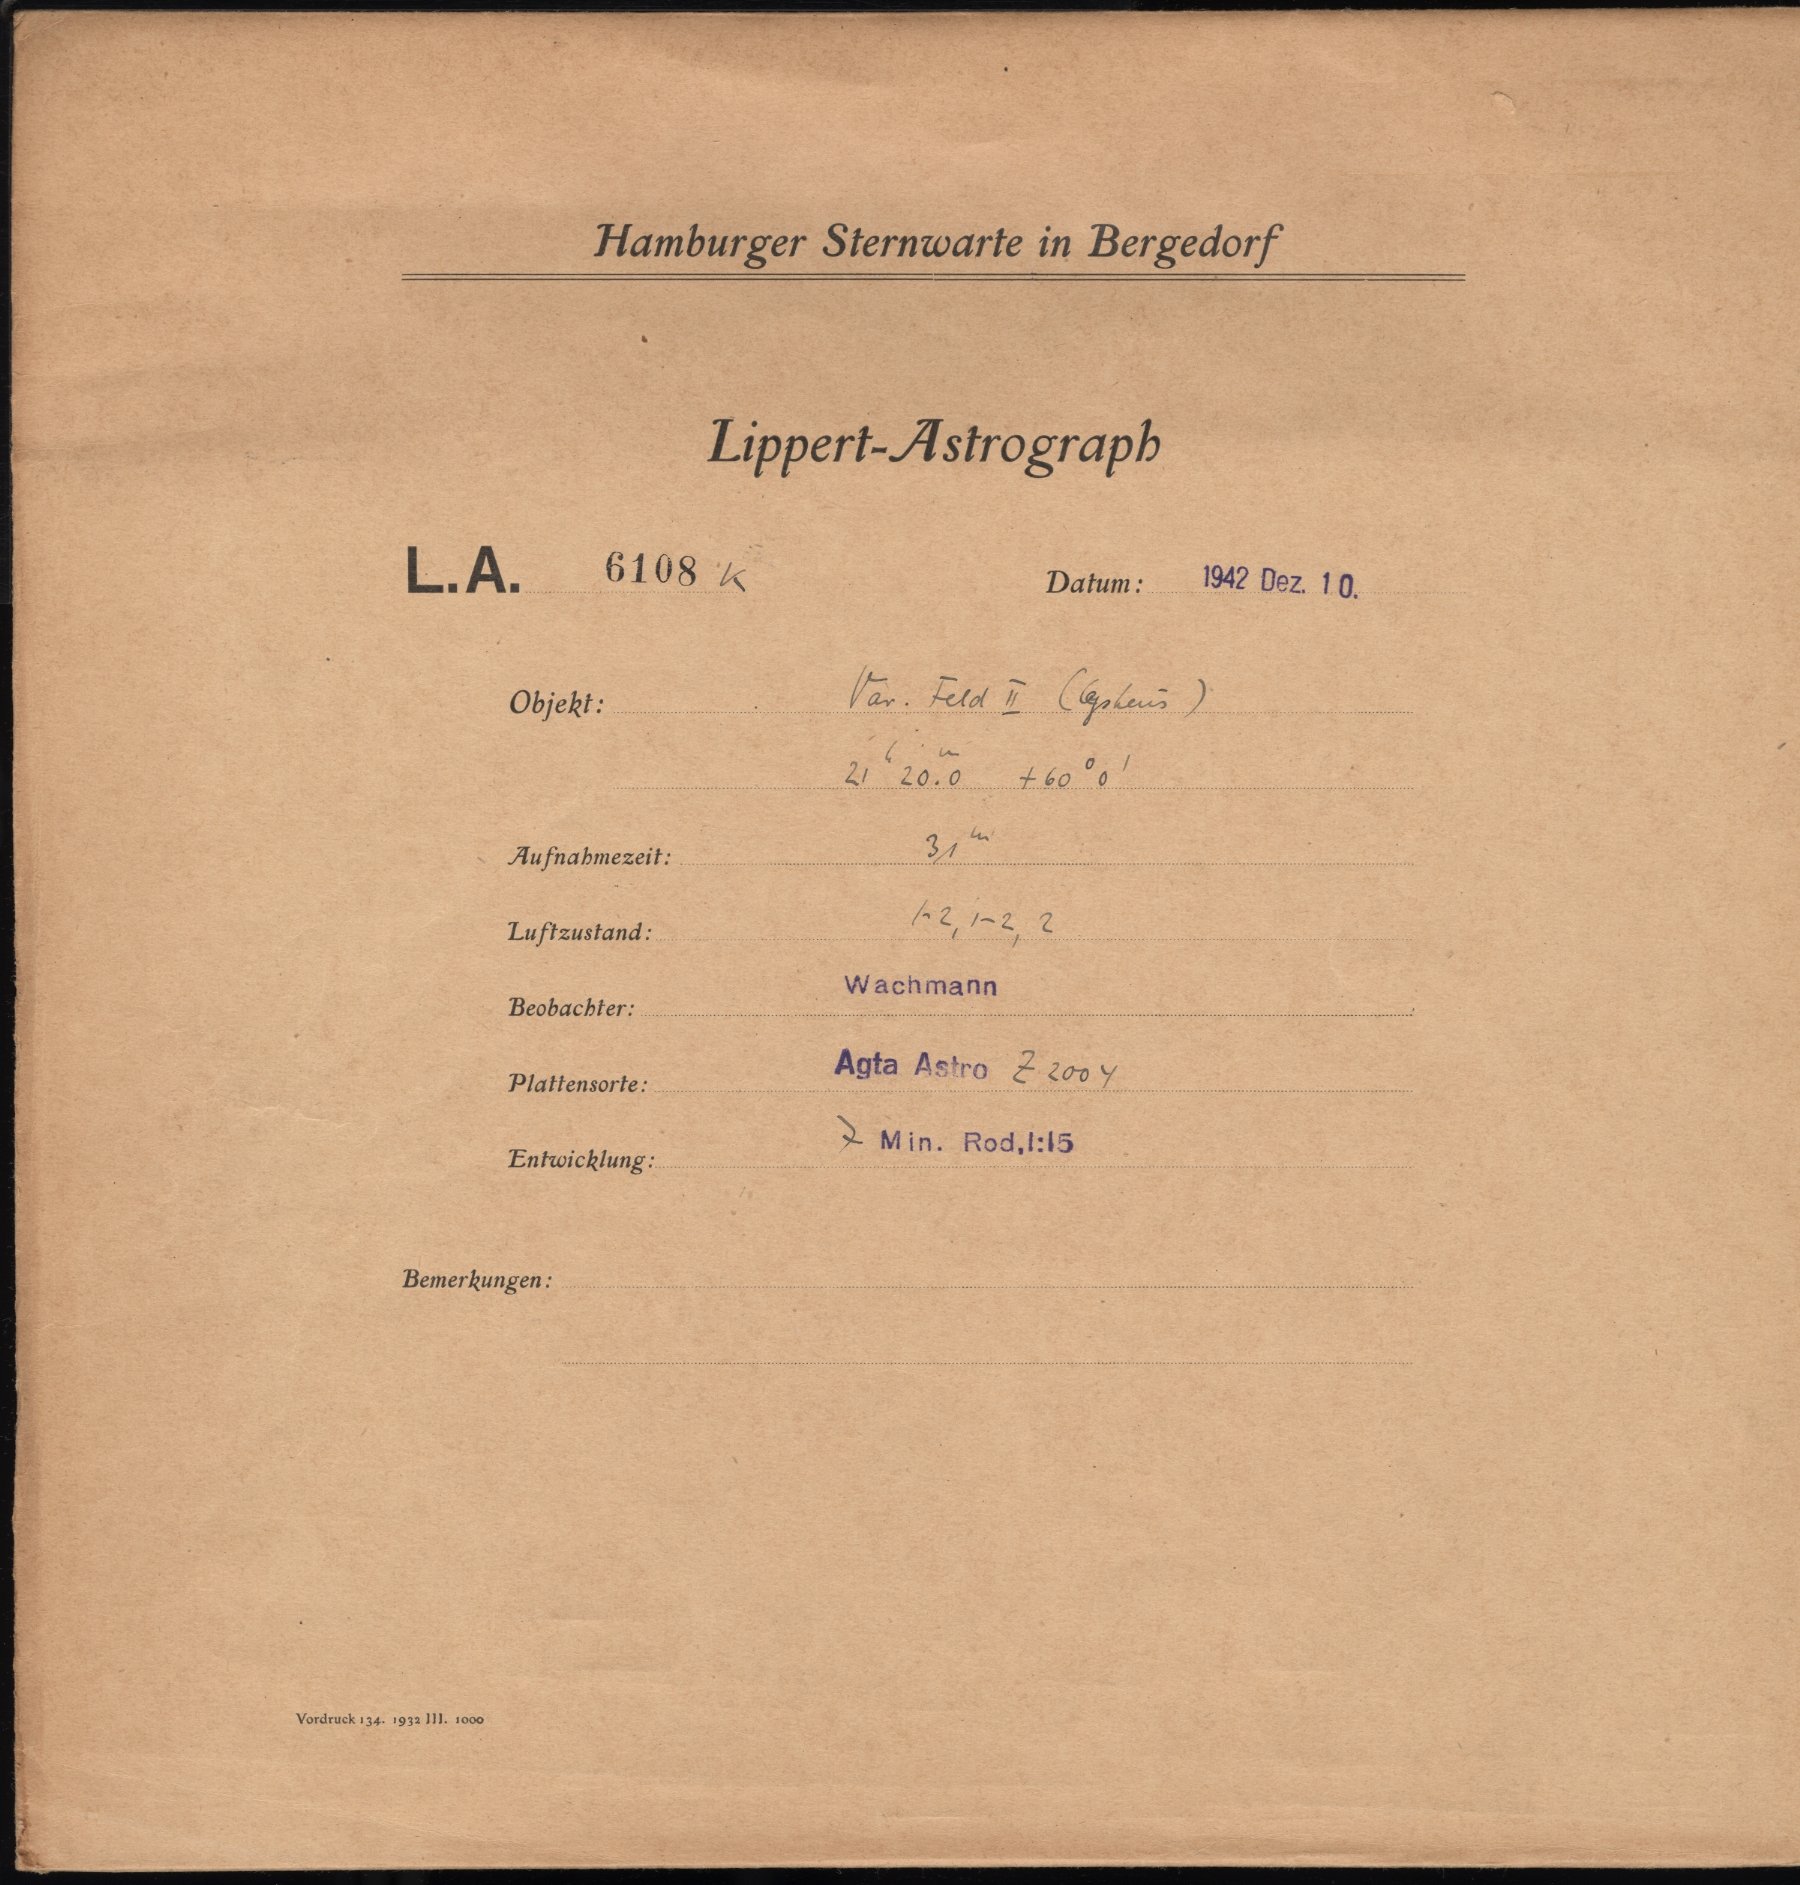 Hamburger Sternwarte in Bergedorf
Lippert-Astrograph
L.A. 6108 K Datum: 1942 Dez. 10.
Objekt: Var. Feld II (Cepheus)
21h 20.m0 +60° 0'
Aufnahmezeit: 31m
Luftzustand: 1-2, 1-2, 2
Beobachter: Wachmann
Plattensorte: Agfa Astro Z 2004
Entwicklung: 7 Min. Rod, 1:15
Bemerkungen:
Vordruck 134. 1932 III. 1000